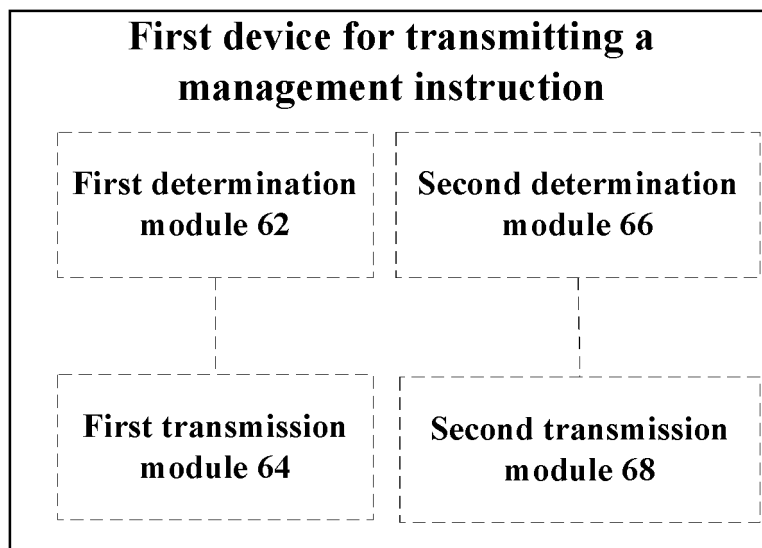 First device for transmitting a
management instruction
First determination
module 62
Second determination
module 66
First transmission
module 64
Second transmission
module 68